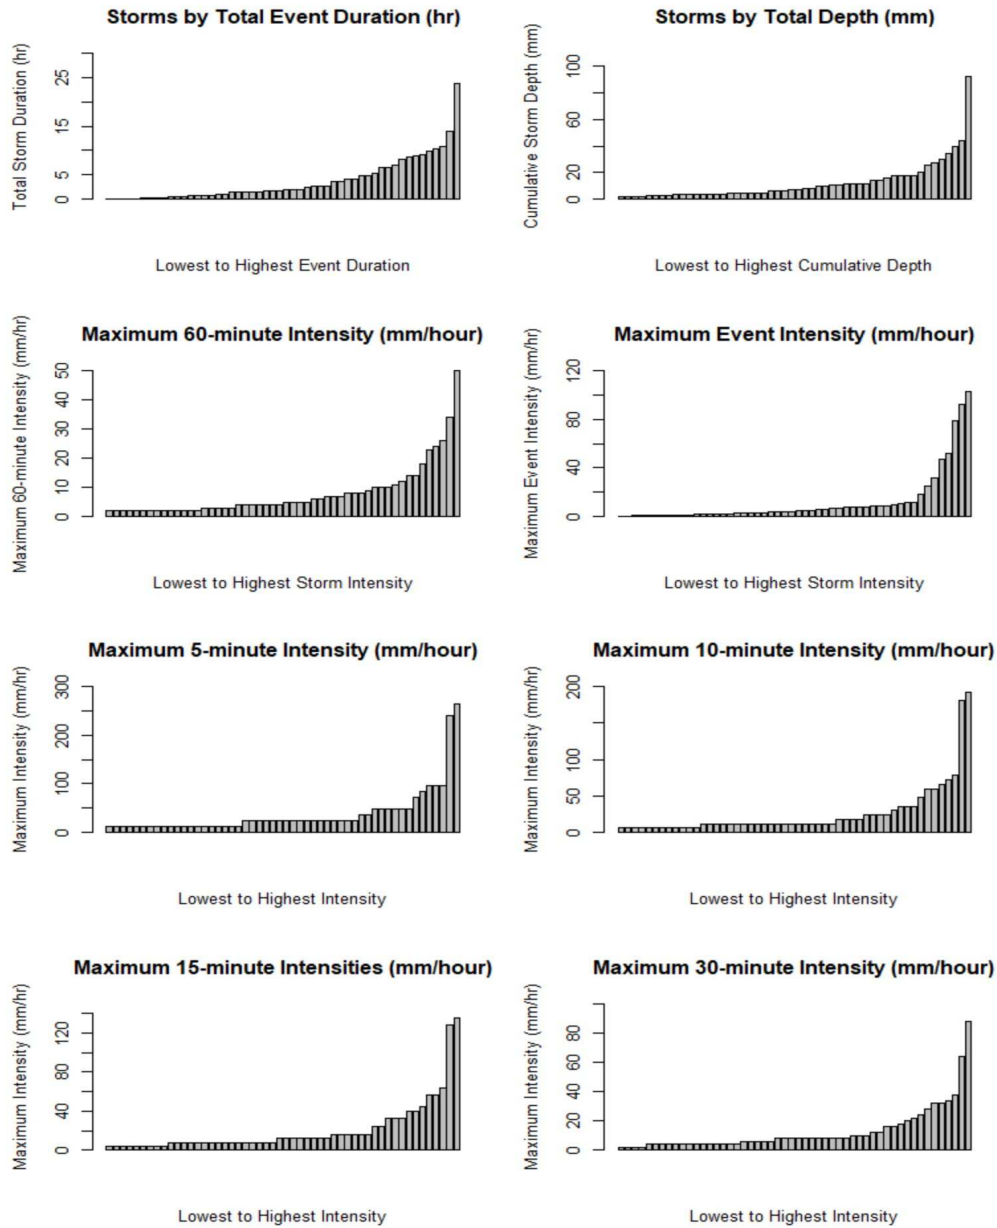 Storms by Total Event Duration (hr)
Total Storm Duration (hr)
25
15
5
0
Lowest to Highest Event Duration
Storms by Total Depth (mm)
Cumulative Storm Depth (mm)
100
60
20
0
Lowest to Highest Cumulative Depth
Maximum 60-minute Intensity (mm/hour)
Maximum 60-minute Intensity (mm/hr)
50
40
30
20
10
0
Lowest to Highest Storm Intensity
Maximum Event Intensity (mm/hour)
Maximum Event Intensity (mm/hr)
120
80
40
0
Lowest to Highest Storm Intensity
Maximum 5-minute Intensity (mm/hour)
Maximum Intensity (mm/hr)
300
200
100
0
Lowest to Highest Intensity
Maximum 10-minute Intensity (mm/hour)
Maximum Intensity (mm/hr)
200
100
50
0
Lowest to Highest Intensity
Maximum 15-minute Intensities (mm/hour)
Maximum Intensity (mm/hr)
120
80
40
0
Lowest to Highest Intensity
Maximum 30-minute Intensity (mm/hour)
Maximum Intensity (mm/hr)
80
60
40
20
0
Lowest to Highest Intensity